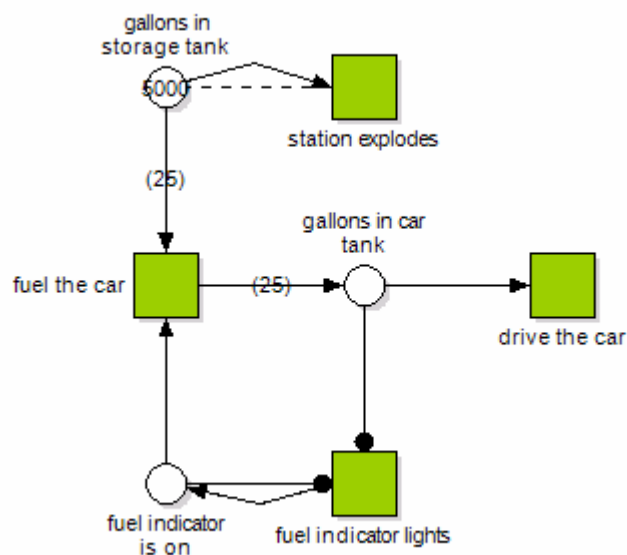 gallons in
storage tank
5000
station explodes
(25)
gallons in car
tank
fuel the car
(25)
drive the car
fuel indicator
is on
fuel indicator lights